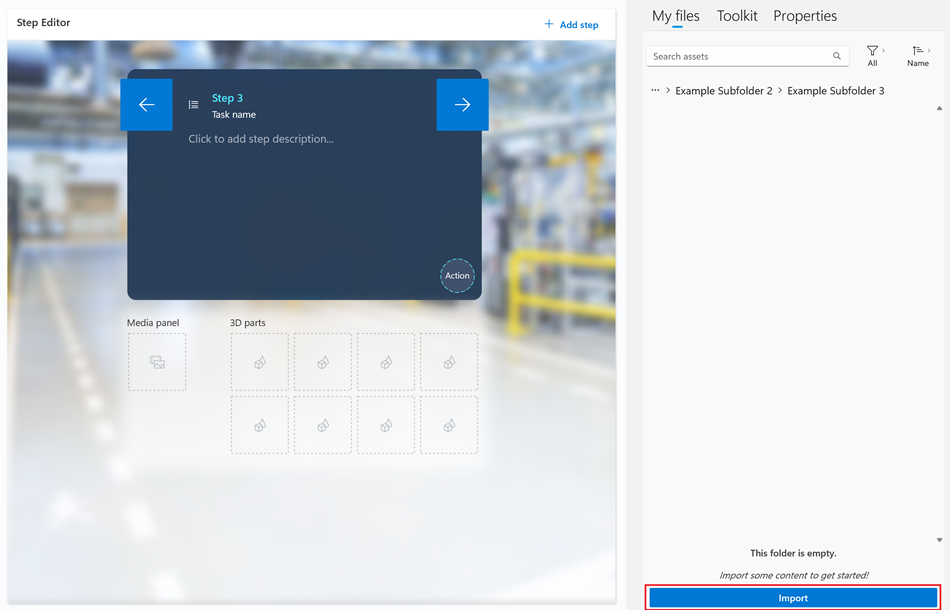 Step Editor
Add step
Step 3
Task name
Click to add step description...
Action
Media panel
3D parts
My files Toolkit Properties
Search assets
All
Name
... > Example Subfolder 2 > Example Subfolder 3
This folder is empty.
Import some content to get started!
Import